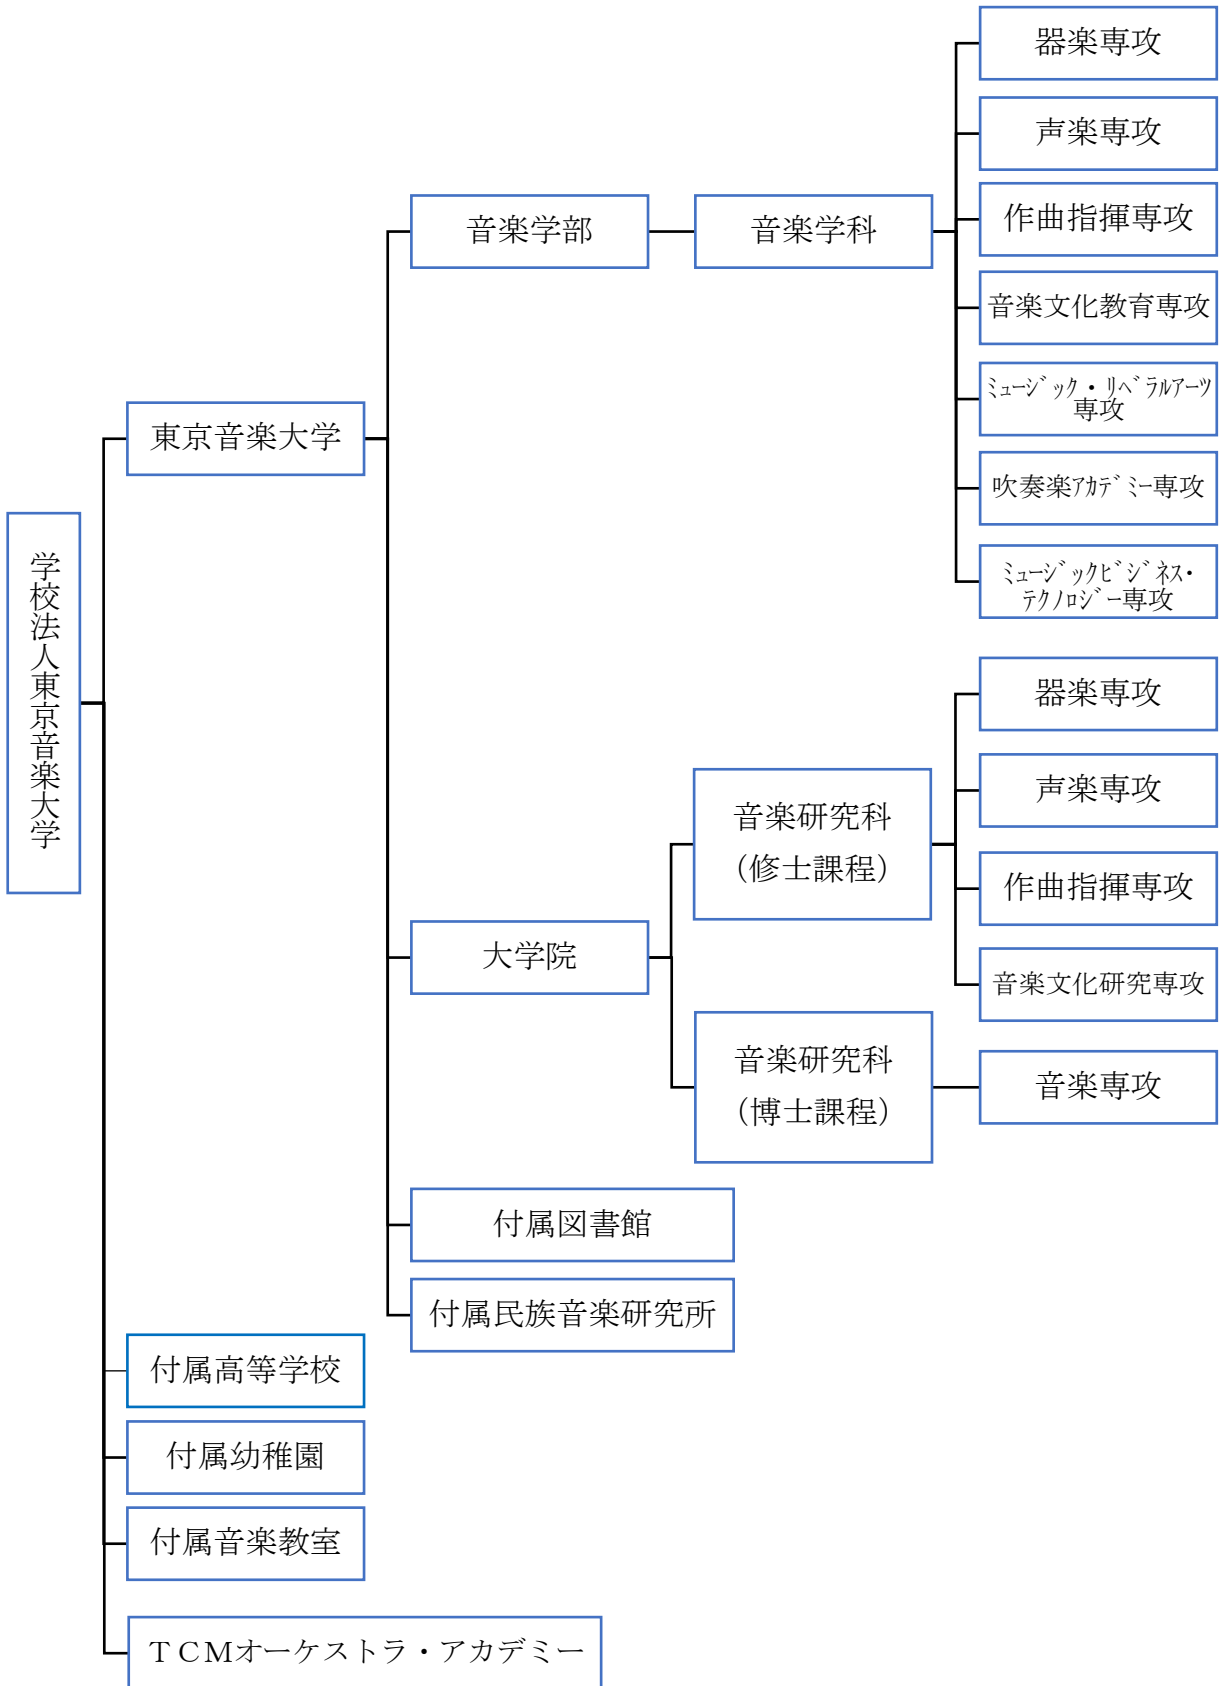 学校法人東京音楽大学
東京音楽大学
音楽学部
音楽学科
器楽専攻
声楽専攻
作曲指揮専攻
音楽文化教育専攻
ﾐｭｰｼﾞｯｸ・ﾘﾍﾞﾗﾙｱｰﾂ
専攻
吹奏楽ｱｶﾃﾞﾐｰ専攻
ﾐｭｰｼﾞｯｸﾋﾞｼﾞﾈｽ・
ﾃｸﾉﾛｼﾞｰ専攻
大学院
音楽研究科
（修士課程）
器楽専攻
声楽専攻
作曲指揮専攻
音楽文化研究専攻
音楽研究科
（博士課程）
音楽専攻
付属図書館
付属民族音楽研究所
付属高等学校
付属幼稚園
付属音楽教室
ＴＣＭオーケストラ・アカデミー